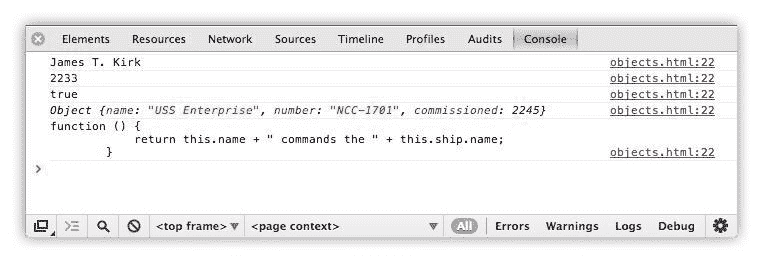 Elements Resources Network Sources Timeline Profiles Audits Console
James T. Kirk objects.html:22
2233 objects.html:22
true objects.html:22
Object {name: "USS Enterprise", number: "NCC-1701", commissioned: 2245} objects.html:22
function () {
return this.name + " commands the " + this.ship.name;
} objects.html:22
>
<top frame> ▼ <page context> ▼ All Errors Warnings Logs Debug